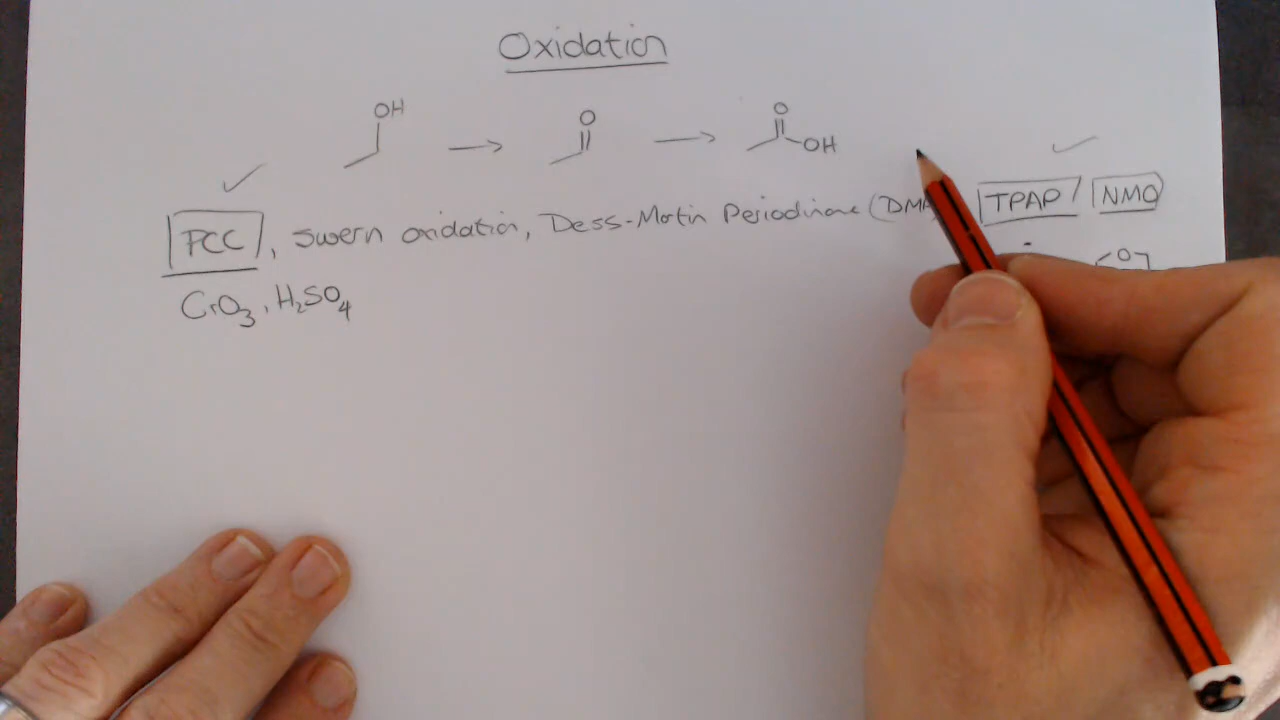 Oxidation
OH O O
OH
PCC, Swern oxidation, Dess-Martin Periodinane (DM TPAP/NMO
O
CrO3, H2SO4